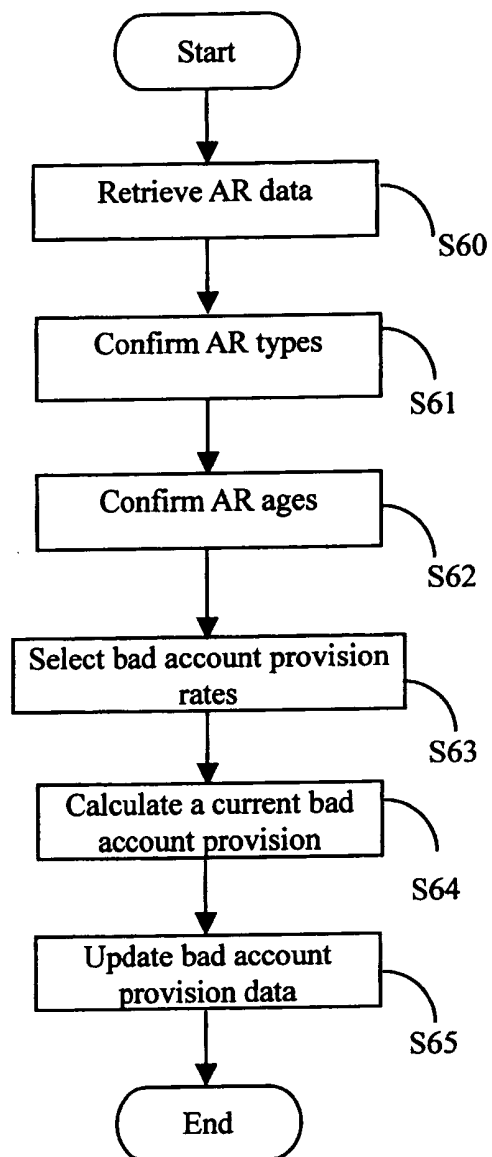 Start
Retrieve AR data
S60
Confirm AR types
S61
Confirm AR ages
S62
Select bad account provision
rates
S63
Calculate a current bad
account provision
S64
Update bad account
provision data
S65
End